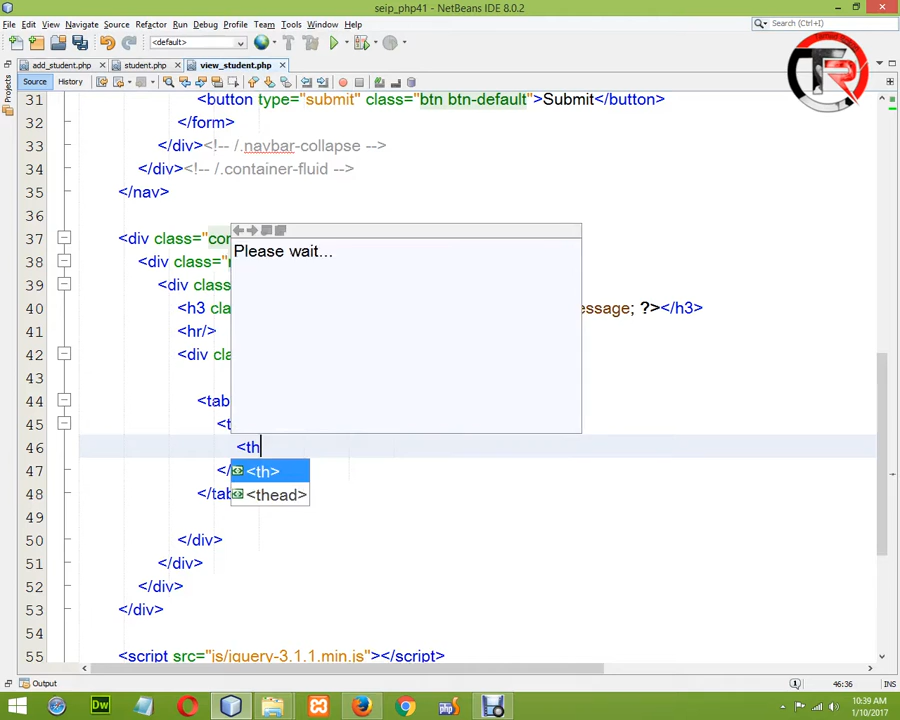 seip_php41 - NetBeans IDE 8.0.2
File Edit View Navigate Source Refactor Run Debug Profile Team Tools Window Help
Search (Ctrl+I)
<default>
add_student.php student.php view_student.php
Source History
Projects
TR
31 <button type="submit" class="btn btn-default">Submit</button>
32 </form>
33 </div><!-- /.navbar-collapse -->
34 </div><!-- /.container-fluid -->
35 </nav>
36
37 <div class="con
38 <div class="r
39 <div class=
40 <h3 cla essage; ?></h3>
41 <hr/>
42 <div cla
43
44 <tab
45 <t
46 <th
47 </
48 </tab
49
50 </div>
51 </div>
52 </div>
53 </div>
54
55 <script src="js/jquery-3.1.1.min.js"></script>
Please wait...
<th>
<thead>
Output
46:36 INS
Dw
10:39 AM
1/10/2017